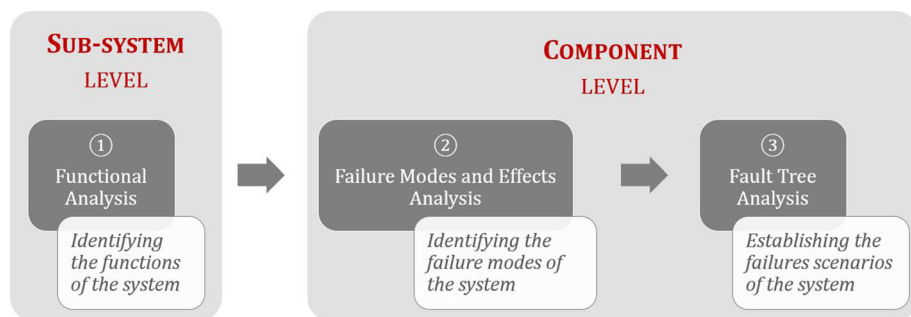 SUB-SYSTEM
LEVEL
①
Functional
Analysis
Identifying
the functions
of the system
COMPONENT
LEVEL
②
Failure Modes and Effects
Analysis
Identifying the
failure modes of
the system
③
Fault Tree
Analysis
Establishing the
failures scenarios
of the system